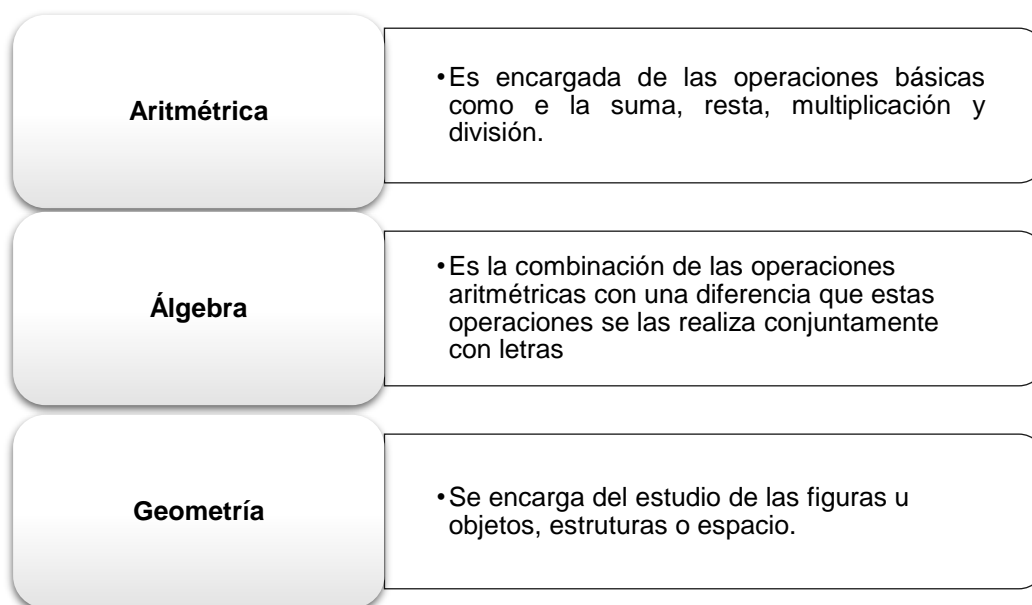 Aritmétrica
•Es encargada de las operaciones básicas
como e la suma, resta, multiplicación y
división.
Álgebra
•Es la combinación de las operaciones
aritmétricas con una diferencia que estas
operaciones se las realiza conjuntamente
con letras
Geometría
•Se encarga del estudio de las figuras u
objetos, estruturas o espacio.